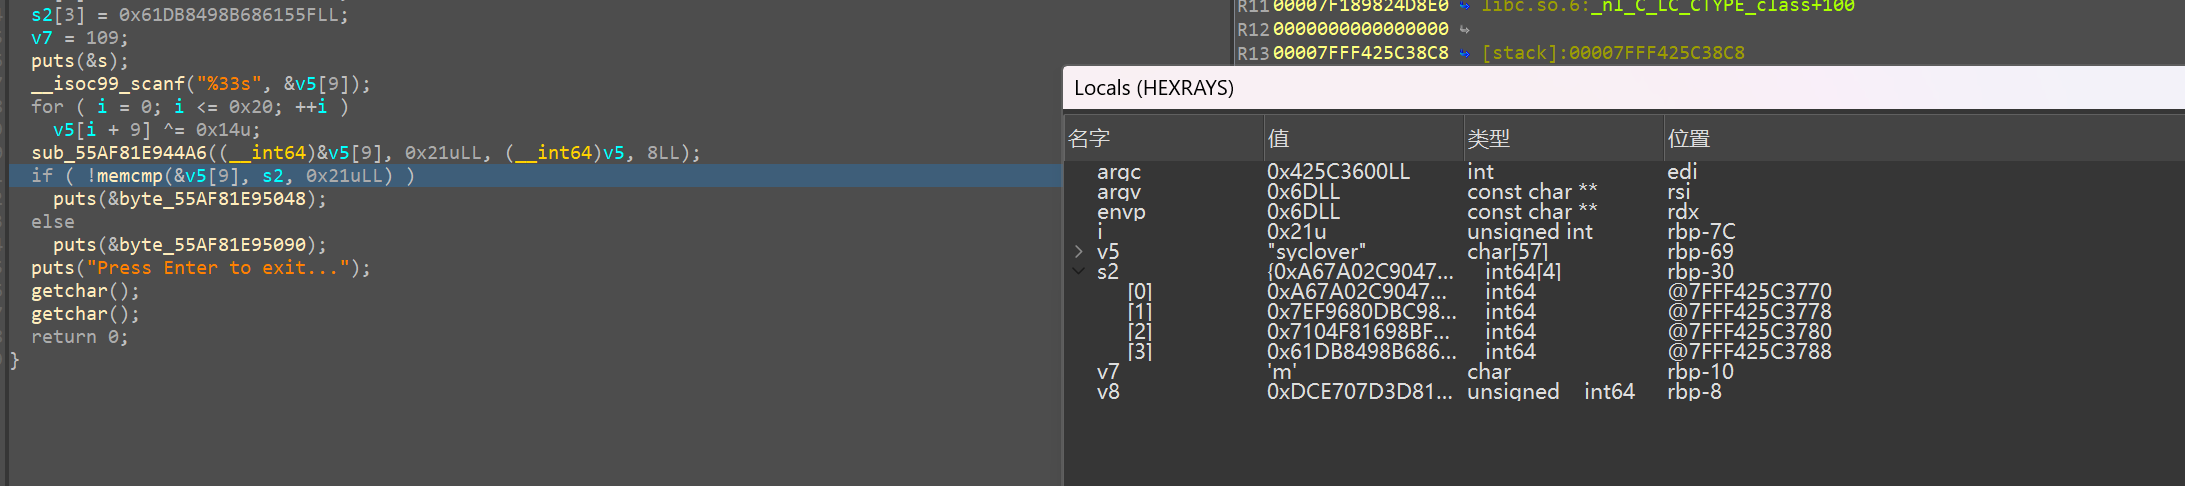 s2[3] = 0x61DB8498B686155FLL;
v7 = 109;
puts(&s);
__isoc99_scanf("%33s", &v5[9]);
for ( i = 0; i <= 0x20; ++i )
v5[i + 9] ^= 0x14u;
sub_55AF81E944A6((__int64)&v5[9], 0x21uLL, (__int64)v5, 8LL);
if ( !memcmp(&v5[9], s2, 0x21uLL) )
puts(&byte_55AF81E95048);
else
puts(&byte_55AF81E95090);
puts("Press Enter to exit...");
getchar();
getchar();
return 0;
}
R11 00007F189824D8E0 libc.so.6:_nl_C_LC_CTYPE_class+100
R12 0000000000000000
R13 00007FFF425C38C8 [stack]:00007FFF425C38C8
Locals (HEXRAYS)
名字 值 类型 位置
argc 0x425C3600LL int edi
argv 0x6DLL const char ** rsi
envp 0x6DLL const char ** rdx
i 0x21u unsigned int rbp-7C
v5 "syclover" char[57] rbp-69
s2 {0xA67A02C9047... int64[4] rbp-30
[0] 0xA67A02C9047... int64 @7FFF425C3770
[1] 0x7EF9680DBC98... int64 @7FFF425C3778
[2] 0x7104F81698BF... int64 @7FFF425C3780
[3] 0x61DB8498B686... int64 @7FFF425C3788
v7 'm' char rbp-10
v8 0xDCE707D3D81... unsigned int64 rbp-8